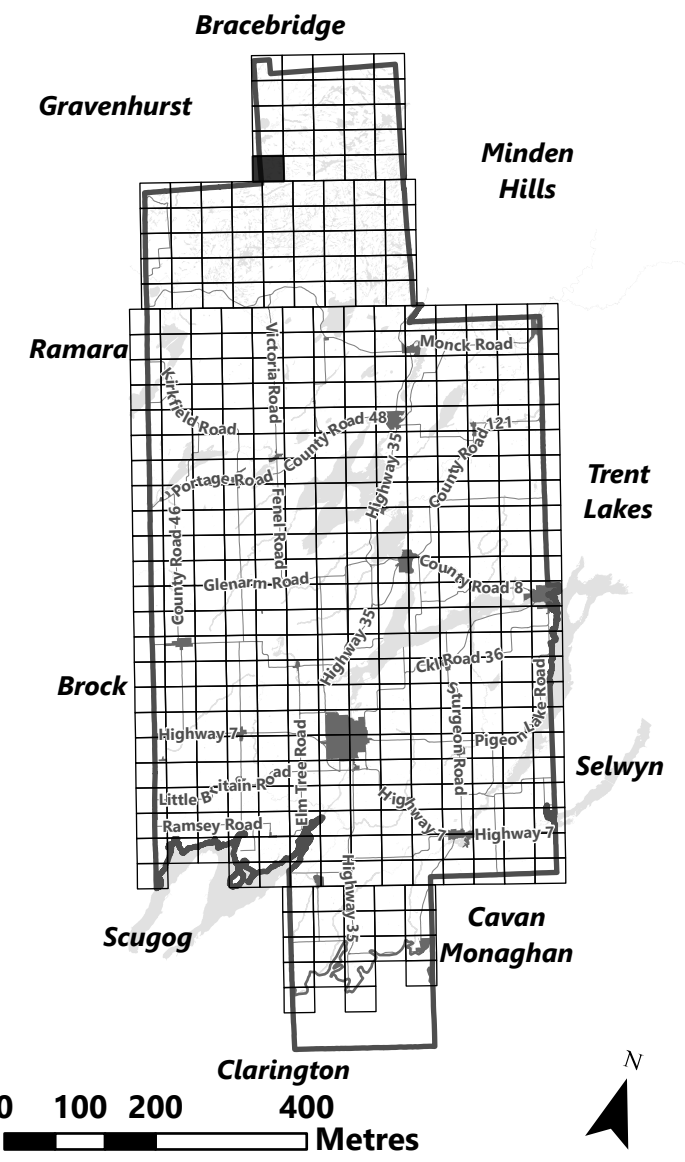 Bracebridge
Gravenhurst
Minden
Hills
Ramara
Monck Road
Victoria Road
Kirkfield Road
County Road 48
County Road 121
Highway 35
Portage Road
Trent
Lakes
Fenel Road
County Road 46
Glenarm Road
County Road 8
Highway 35
Ckl Road 36
Brock
Sturgeon Road
Pigeon Lake Road
Highway 7
Elm Tree Road
Selwyn
Little Britain Road
Highway 7
Ramsey Road
Highway 7
Highway 35
Scugog
Cavan
Monaghan
Clarington
N
0 100 200 400
Metres